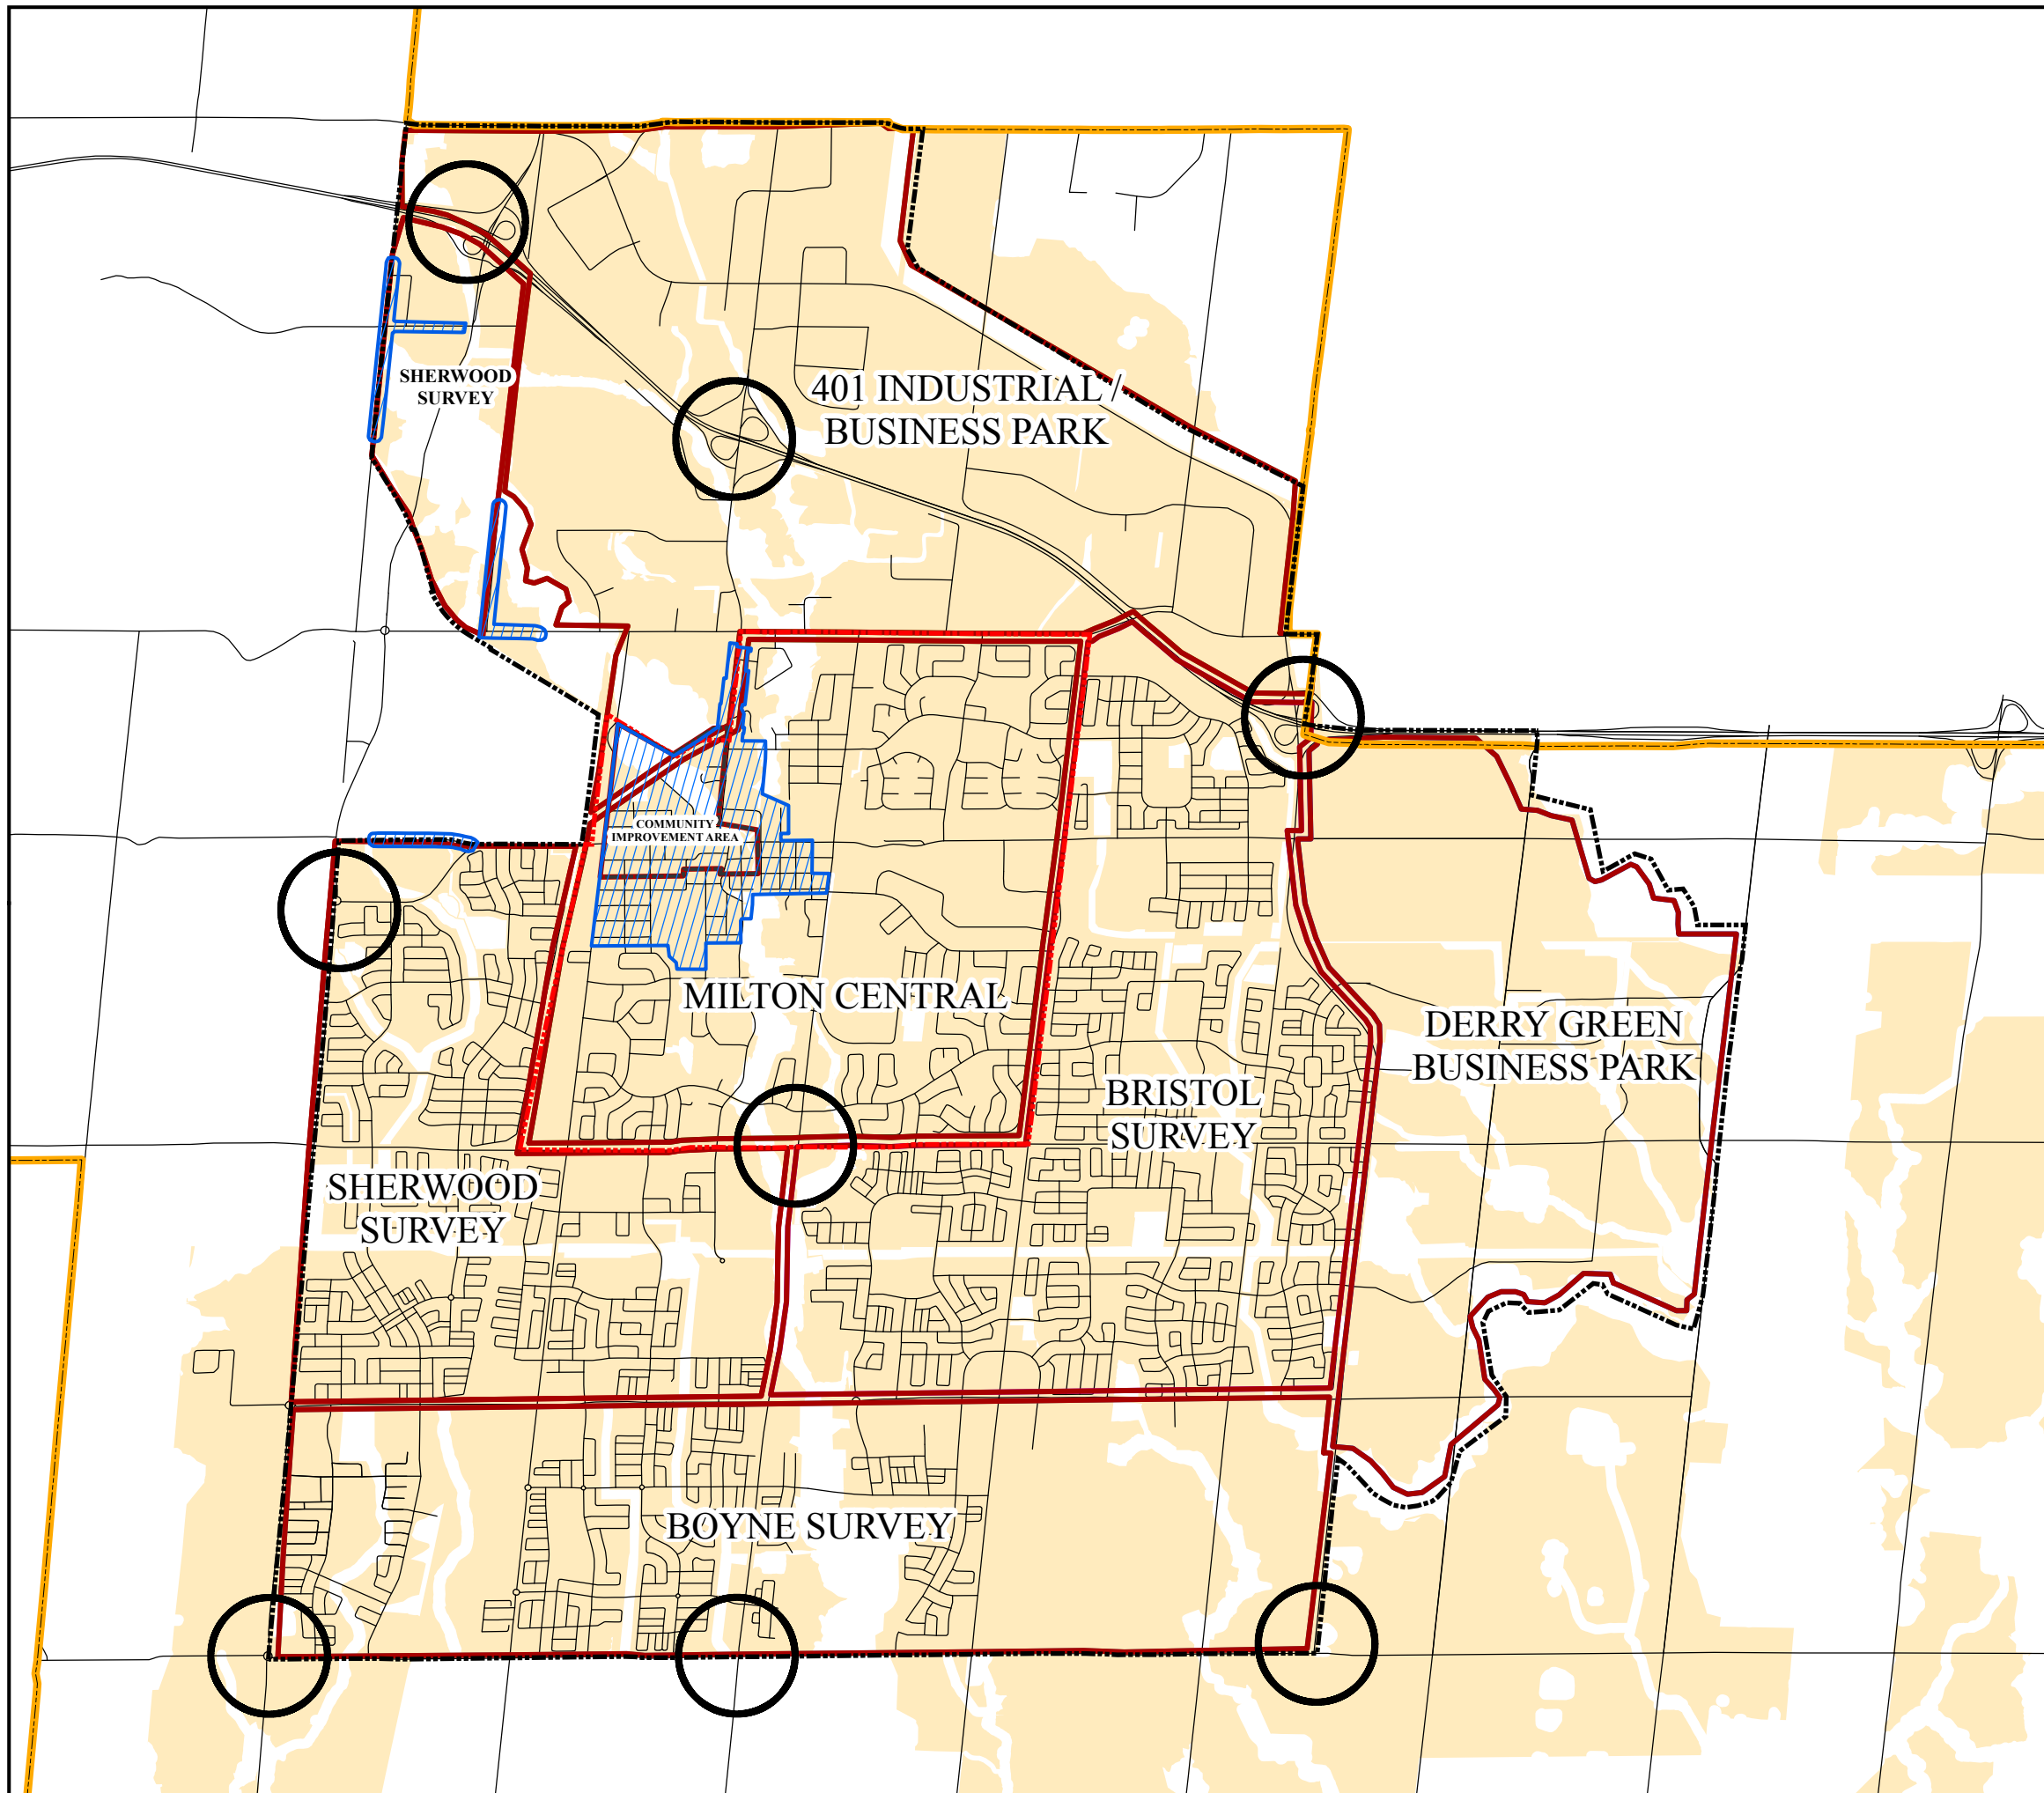 SHERWOOD
SURVEY
401 INDUSTRIAL /
BUSINESS PARK
COMMUNITY
IMPROVEMENT AREA
MILTON CENTRAL
DERRY GREEN
BUSINESS PARK
BRISTOL
SURVEY
SHERWOOD
SURVEY
BOYNE SURVEY